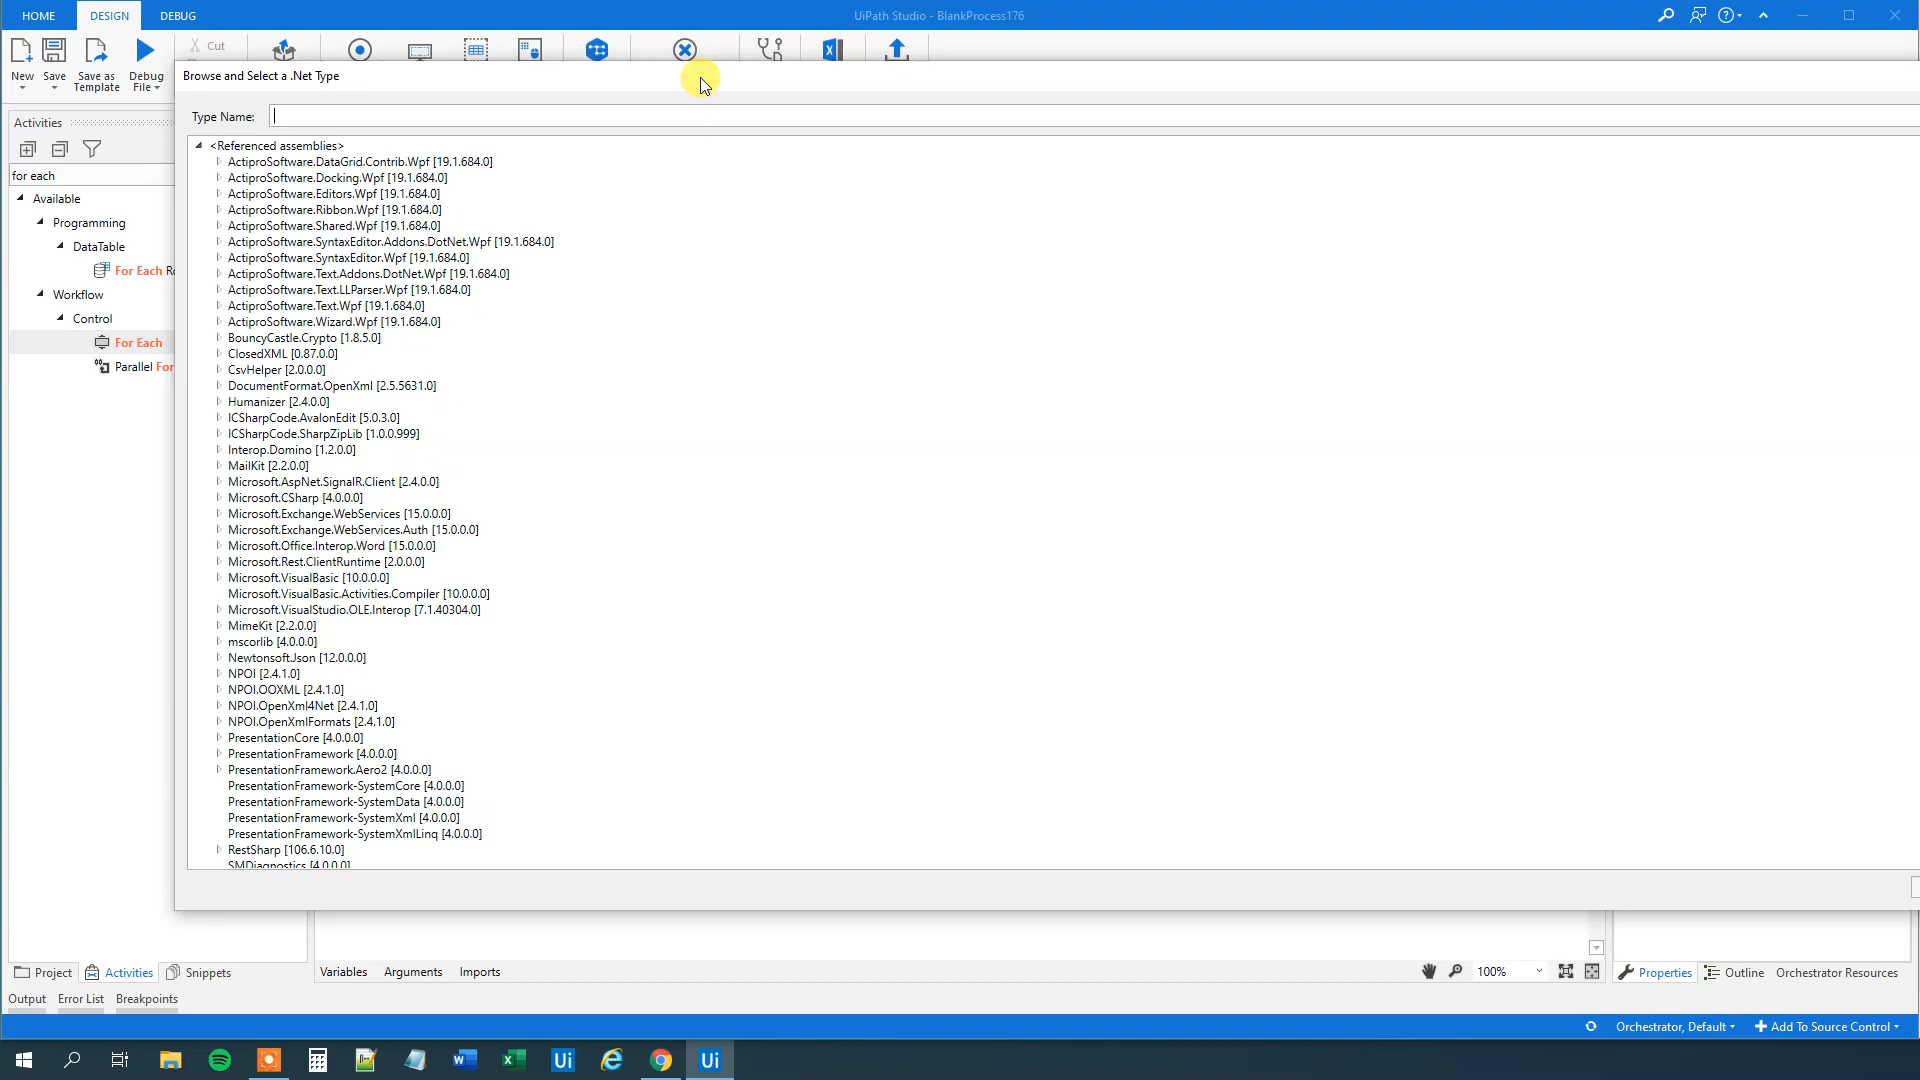 HOME
DESIGN
DEBUG
UiPath Studio - BlankProcess176
New
Save
Save as
Template
Debug
File
Cut
Browse and Select a .Net Type
Type Name:
Activities
for each
Available
Programming
DataTable
For Each
Workflow
Control
For Each
Parallel For
<Referenced assemblies>
ActiproSoftware.DataGrid.Contrib.Wpf [19.1.684.0]
ActiproSoftware.Docking.Wpf [19.1.684.0]
ActiproSoftware.Editors.Wpf [19.1.684.0]
ActiproSoftware.Ribbon.Wpf [19.1.684.0]
ActiproSoftware.Shared.Wpf [19.1.684.0]
ActiproSoftware.SyntaxEditor.Addons.DotNet.Wpf [19.1.684.0]
ActiproSoftware.SyntaxEditor.Wpf [19.1.684.0]
ActiproSoftware.Text.Addons.DotNet.Wpf [19.1.684.0]
ActiproSoftware.Text.LLParser.Wpf [19.1.684.0]
ActiproSoftware.Text.Wpf [19.1.684.0]
ActiproSoftware.Wizard.Wpf [19.1.684.0]
BouncyCastle.Crypto [1.8.5.0]
ClosedXML [0.87.0.0]
CsvHelper [2.0.0.0]
DocumentFormat.OpenXml [2.5.5631.0]
Humanizer [2.4.0.0]
ICSharpCode.AvalonEdit [5.0.3.0]
ICSharpCode.SharpZipLib [1.0.0.999]
Interop.Domino [1.2.0.0]
MailKit [2.2.0.0]
Microsoft.AspNet.SignalR.Client [2.4.0.0]
Microsoft.CSharp [4.0.0.0]
Microsoft.Exchange.WebServices [15.0.0.0]
Microsoft.Exchange.WebServices.Auth [15.0.0.0]
Microsoft.Office.Interop.Word [15.0.0.0]
Microsoft.Rest.ClientRuntime [2.0.0.0]
Microsoft.VisualBasic [10.0.0.0]
Microsoft.VisualBasic.Activities.Compiler [10.0.0.0]
Microsoft.VisualStudio.OLE.Interop [7.1.40304.0]
MimeKit [2.2.0.0]
mscorlib [4.0.0.0]
Newtonsoft.Json [12.0.0.0]
NPOI [2.4.1.0]
NPOI.OOXML [2.4.1.0]
NPOI.OpenXml4Net [2.4.1.0]
NPOI.OpenXmlFormats [2.4.1.0]
PresentationCore [4.0.0.0]
PresentationFramework [4.0.0.0]
PresentationFramework.Aero2 [4.0.0.0]
PresentationFramework-SystemCore [4.0.0.0]
PresentationFramework-SystemData [4.0.0.0]
PresentationFramework-SystemXml [4.0.0.0]
PresentationFramework-SystemXmlLinq [4.0.0.0]
RestSharp [106.6.10.0]
SMDiagnostics [4.0.0.0]
Project
Activities
Snippets
Variables
Arguments
Imports
100%
Properties
Outline
Orchestrator Resources
Output
Error List
Breakpoints
Orchestrator, Default
Add To Source Control
Ui
Ui